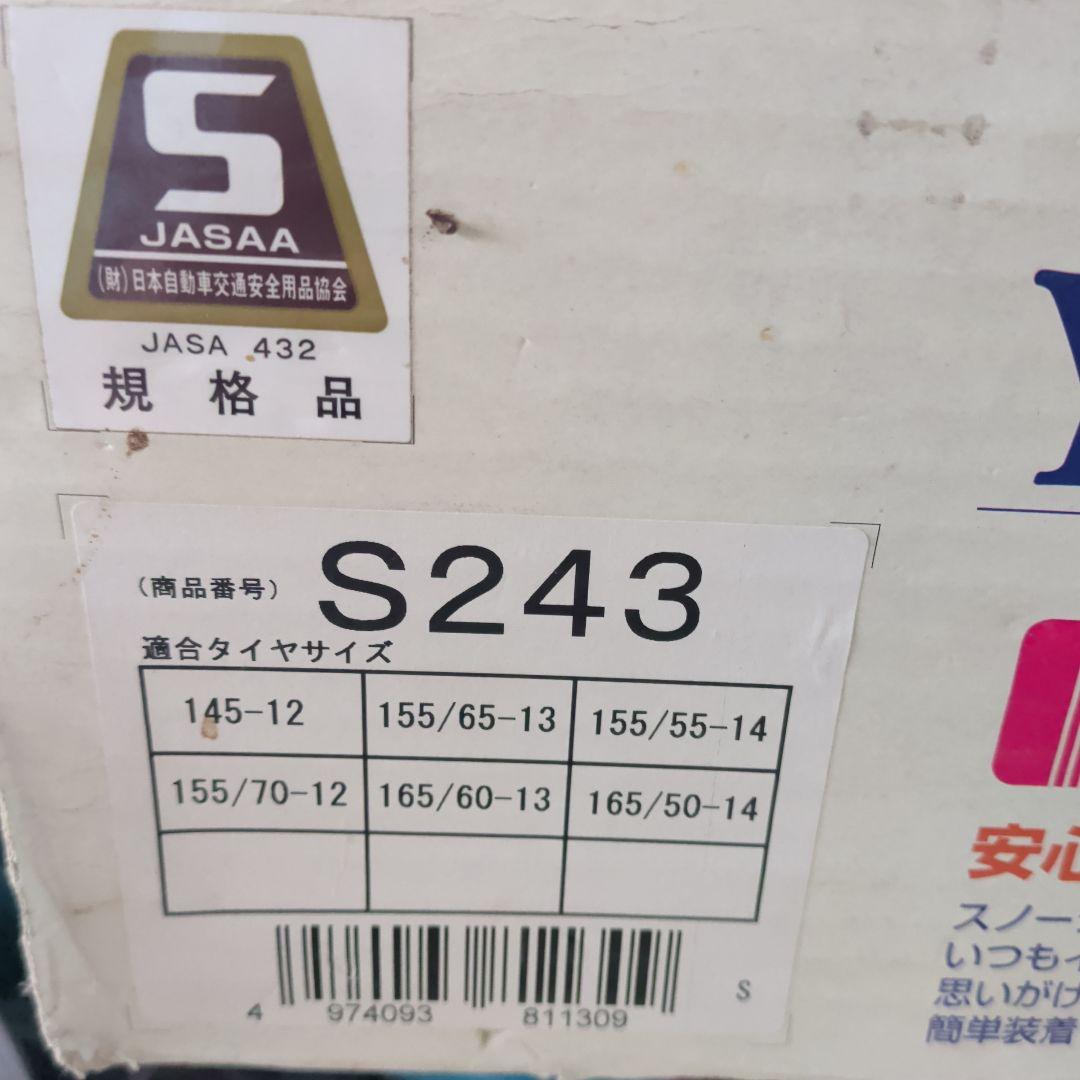 S
JASAA
(財)日本自動車交通安全用品協会
JASA 432
規格品
(商品番号) S243
適合タイヤサイズ
145-12 155/65-13 155/55-14
155/70-12 165/60-13 165/50-14
4 974093 811309
S
安心
スノー
いつも
思いがけ
簡単装着